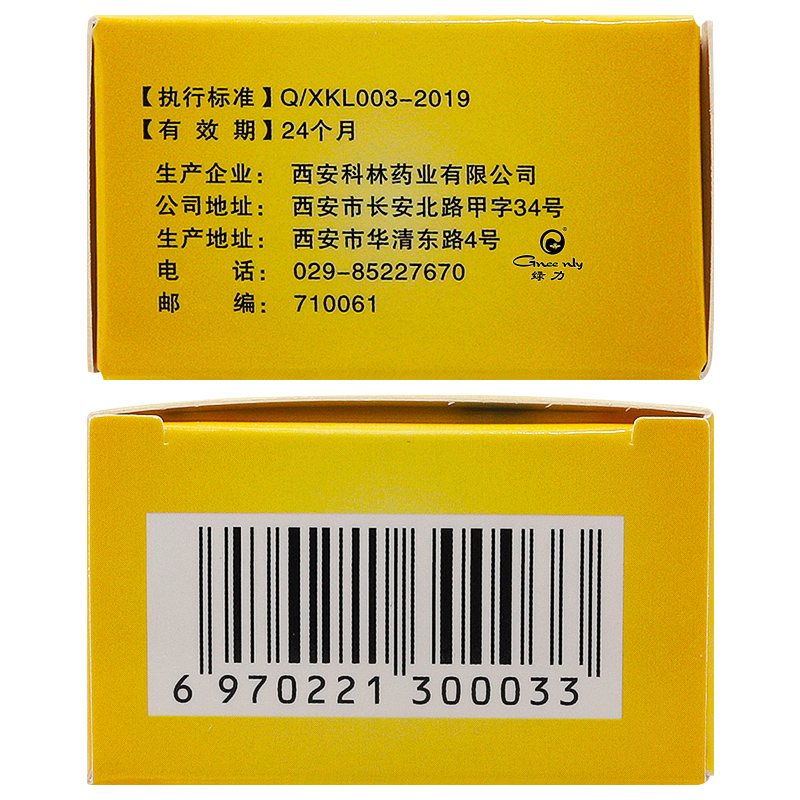 【执行标准】Q/XKL003-2019
【有 效 期】24个月
生产企业： 西安科林药业有限公司
公司地址： 西安市长安北路甲字34号
生产地址： 西安市华清东路4号
电 话： 029-85227670
邮 编： 710061
®
Greenly
绿力
6 970221 300033